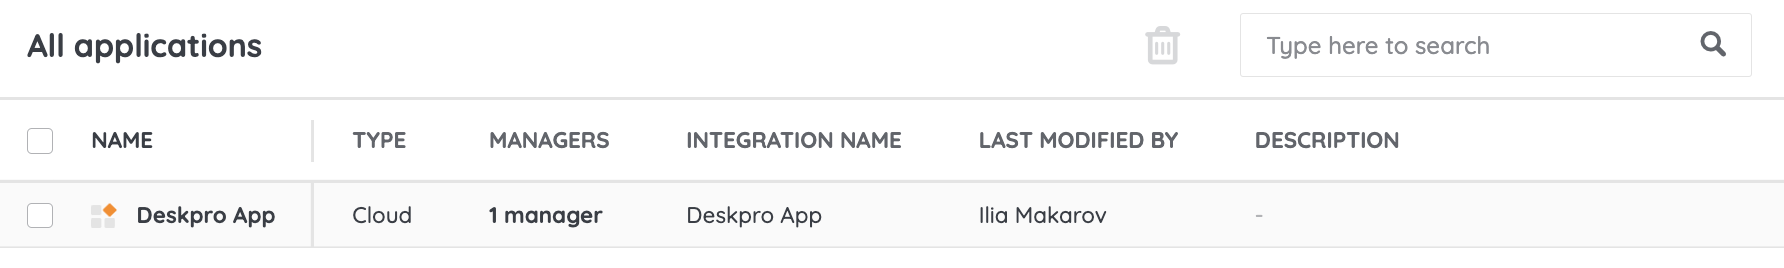 All applications
Type here to search
NAME TYPE MANAGERS INTEGRATION NAME LAST MODIFIED BY DESCRIPTION
Deskpro App Cloud 1 manager Deskpro App Ilia Makarov -